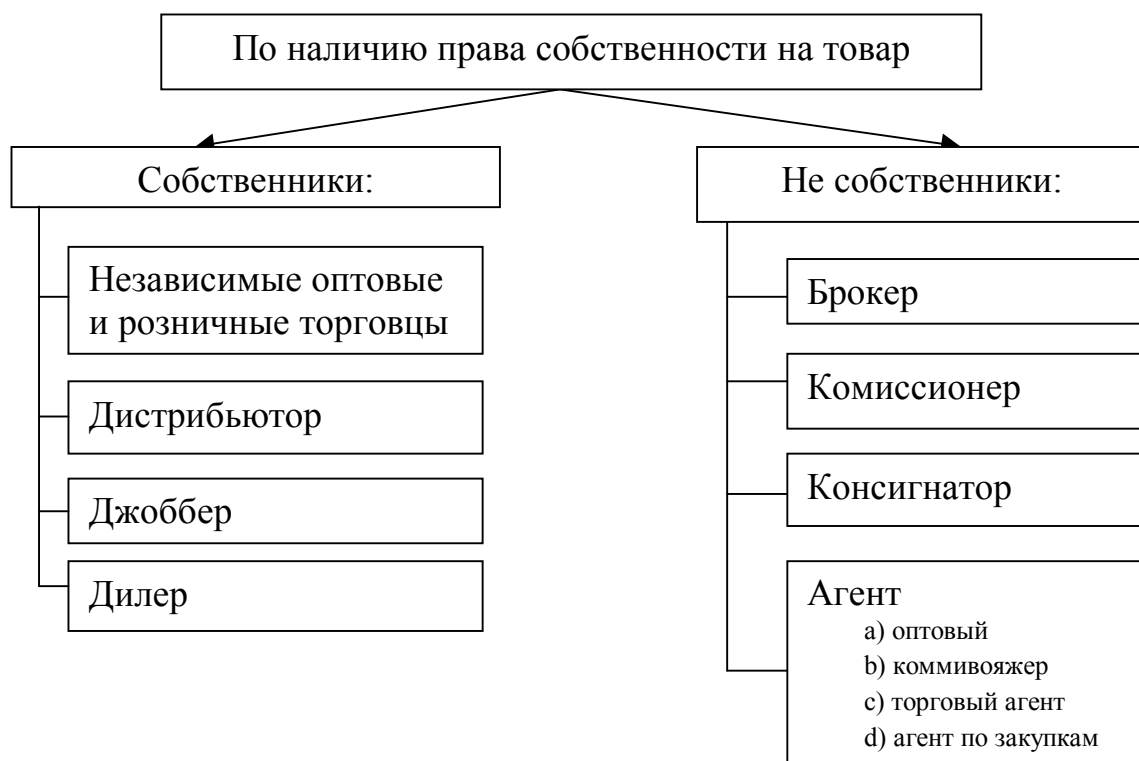 По наличию права собственности на товар
Собственники:
Независимые оптовые
и розничные торговцы
Дистрибьютор
Джоббер
Дилер
Не собственники:
Брокер
Комиссионер
Консигнатор
Агент
a) оптовый
b) коммивояжер
c) торговый агент
d) агент по закупкам